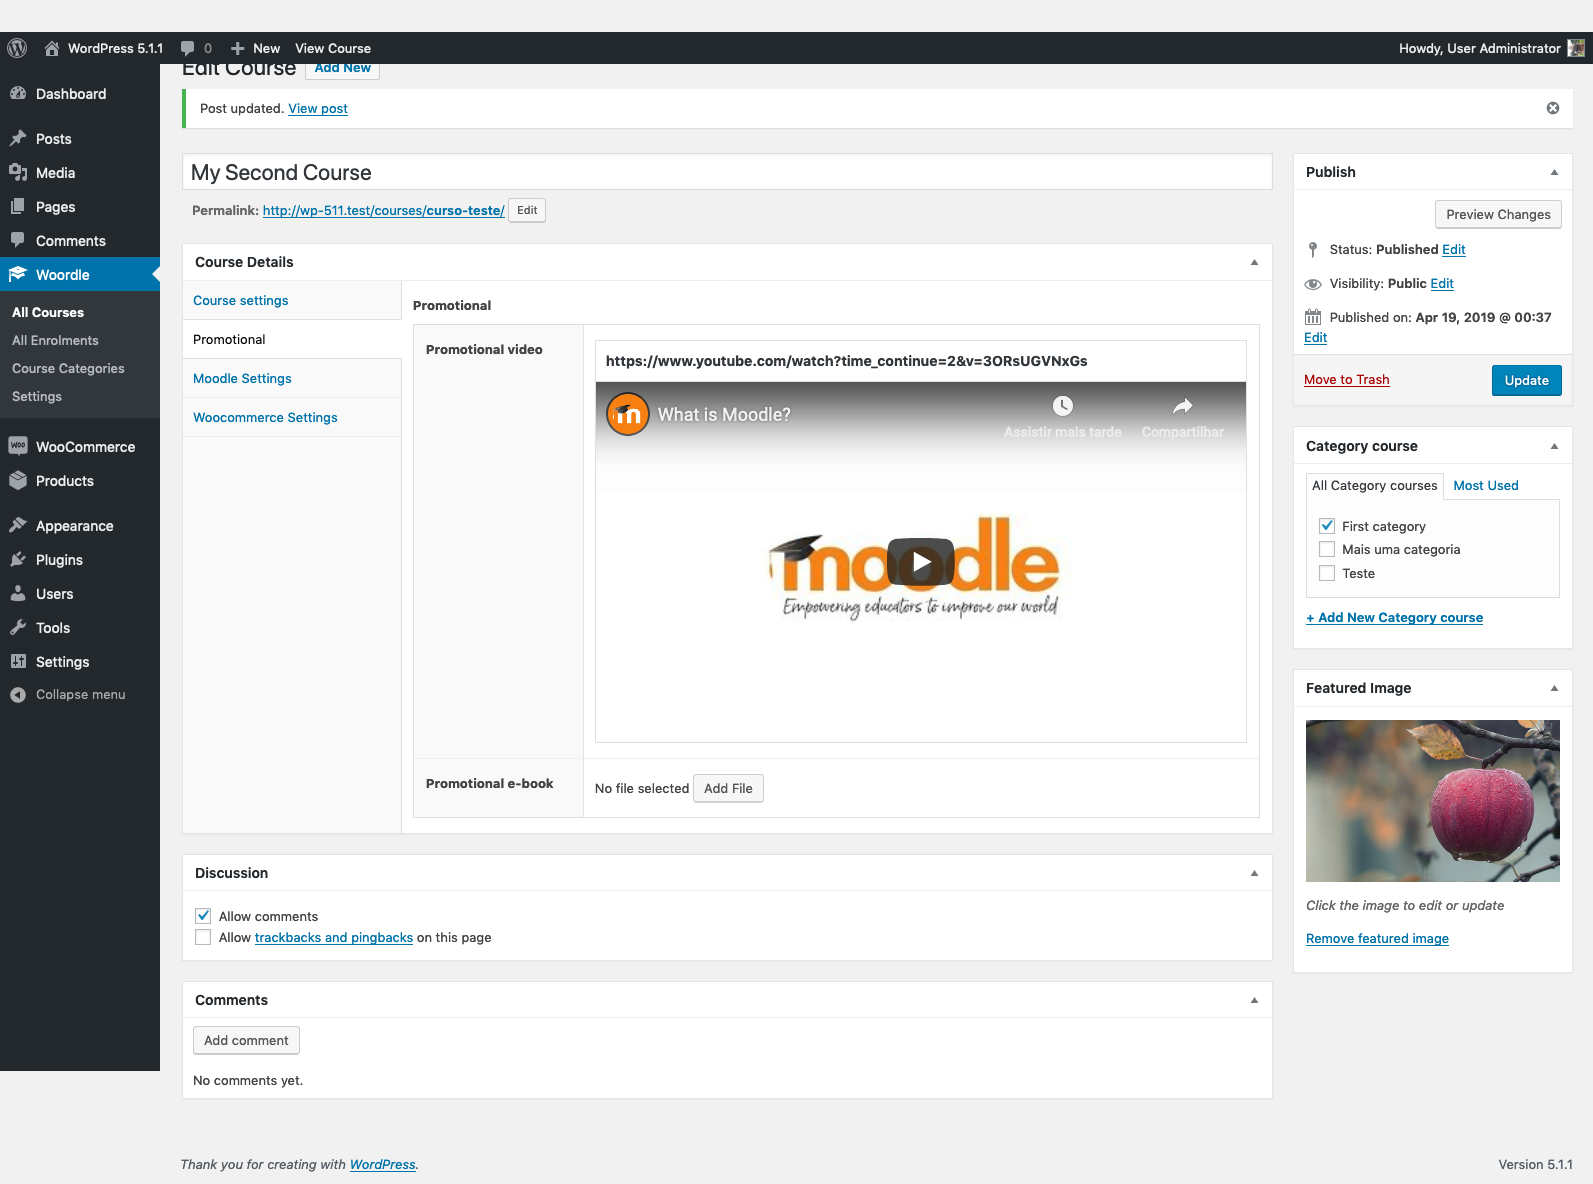 WordPress 5.1.1 0 New View Course Howdy, User Administrator
Edit Course Add New
Post updated. View post
Dashboard
Posts
Media
Pages
Comments
Woordle
All Courses
All Enrolments
Course Categories
Settings
WooCommerce
Products
Appearance
Plugins
Users
Tools
Settings
Collapse menu
My Second Course
Permalink: http://wp-511.test/courses/curso-teste/ Edit
Course Details
Course settings
Promotional
Moodle Settings
Woocommerce Settings
Promotional
Promotional video
https://www.youtube.com/watch?time_continue=2&v=3ORsUGVNxGs
What is Moodle?
Assistir mais tarde
Compartilhar
moodle
Empowering educators to improve our world
Promotional e-book
No file selected Add File
Discussion
Allow comments
Allow trackbacks and pingbacks on this page
Comments
Add comment
No comments yet.
Publish
Preview Changes
Status: Published Edit
Visibility: Public Edit
Published on: Apr 19, 2019 @ 00:37
Edit
Move to Trash Update
Category course
All Category courses Most Used
First category
Mais uma categoria
Teste
+ Add New Category course
Featured Image
Click the image to edit or update
Remove featured image
Thank you for creating with WordPress.
Version 5.1.1